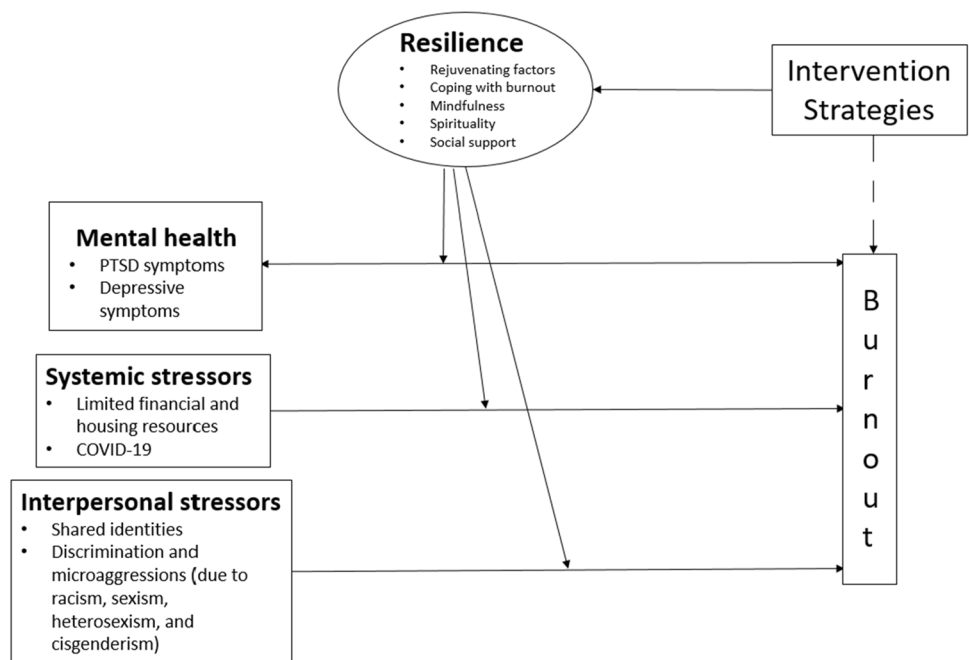 Resilience
• Rejuvenating factors
• Coping with burnout
• Mindfulness
• Spirituality
• Social support
Intervention
Strategies
Mental health
• PTSD symptoms
• Depressive
symptoms
Systemic stressors
• Limited financial and
housing resources
• COVID-19
Interpersonal stressors
• Shared identities
• Discrimination and
microaggressions (due to
racism, sexism,
heterosexism, and
cisgenderism)
B
u
r
n
o
u
t